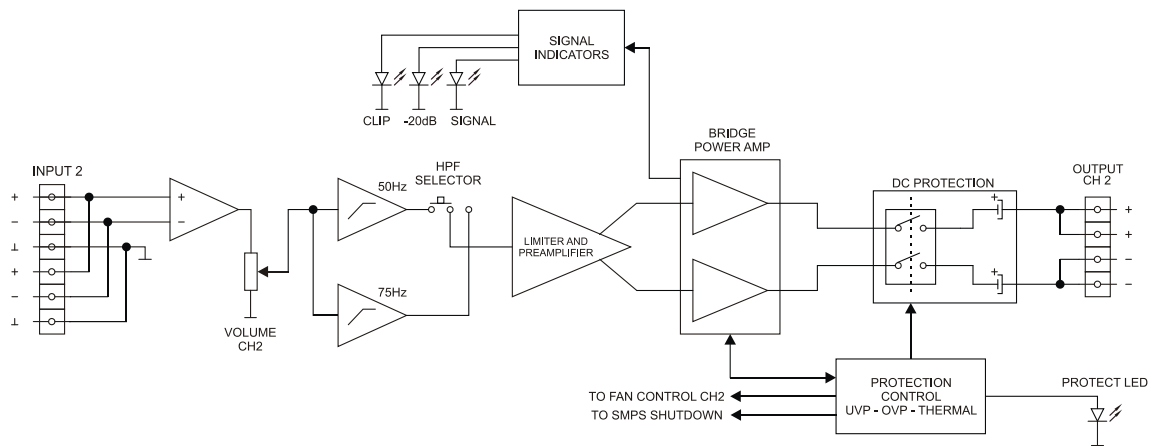 SIGNAL
INDICATORS
CLIP
-20dB
SIGNAL
BRIDGE
POWER AMP
INPUT 2
+
−
⊥
+
−
⊥
+
−
VOLUME
CH2
50Hz
75Hz
HPF
SELECTOR
LIMITER AND
PREAMPLIFIER
DC PROTECTION
+
+
OUTPUT
CH 2
+
+
−
−
PROTECTION
CONTROL
UVP - OVP - THERMAL
TO FAN CONTROL CH2
TO SMPS SHUTDOWN
PROTECT LED